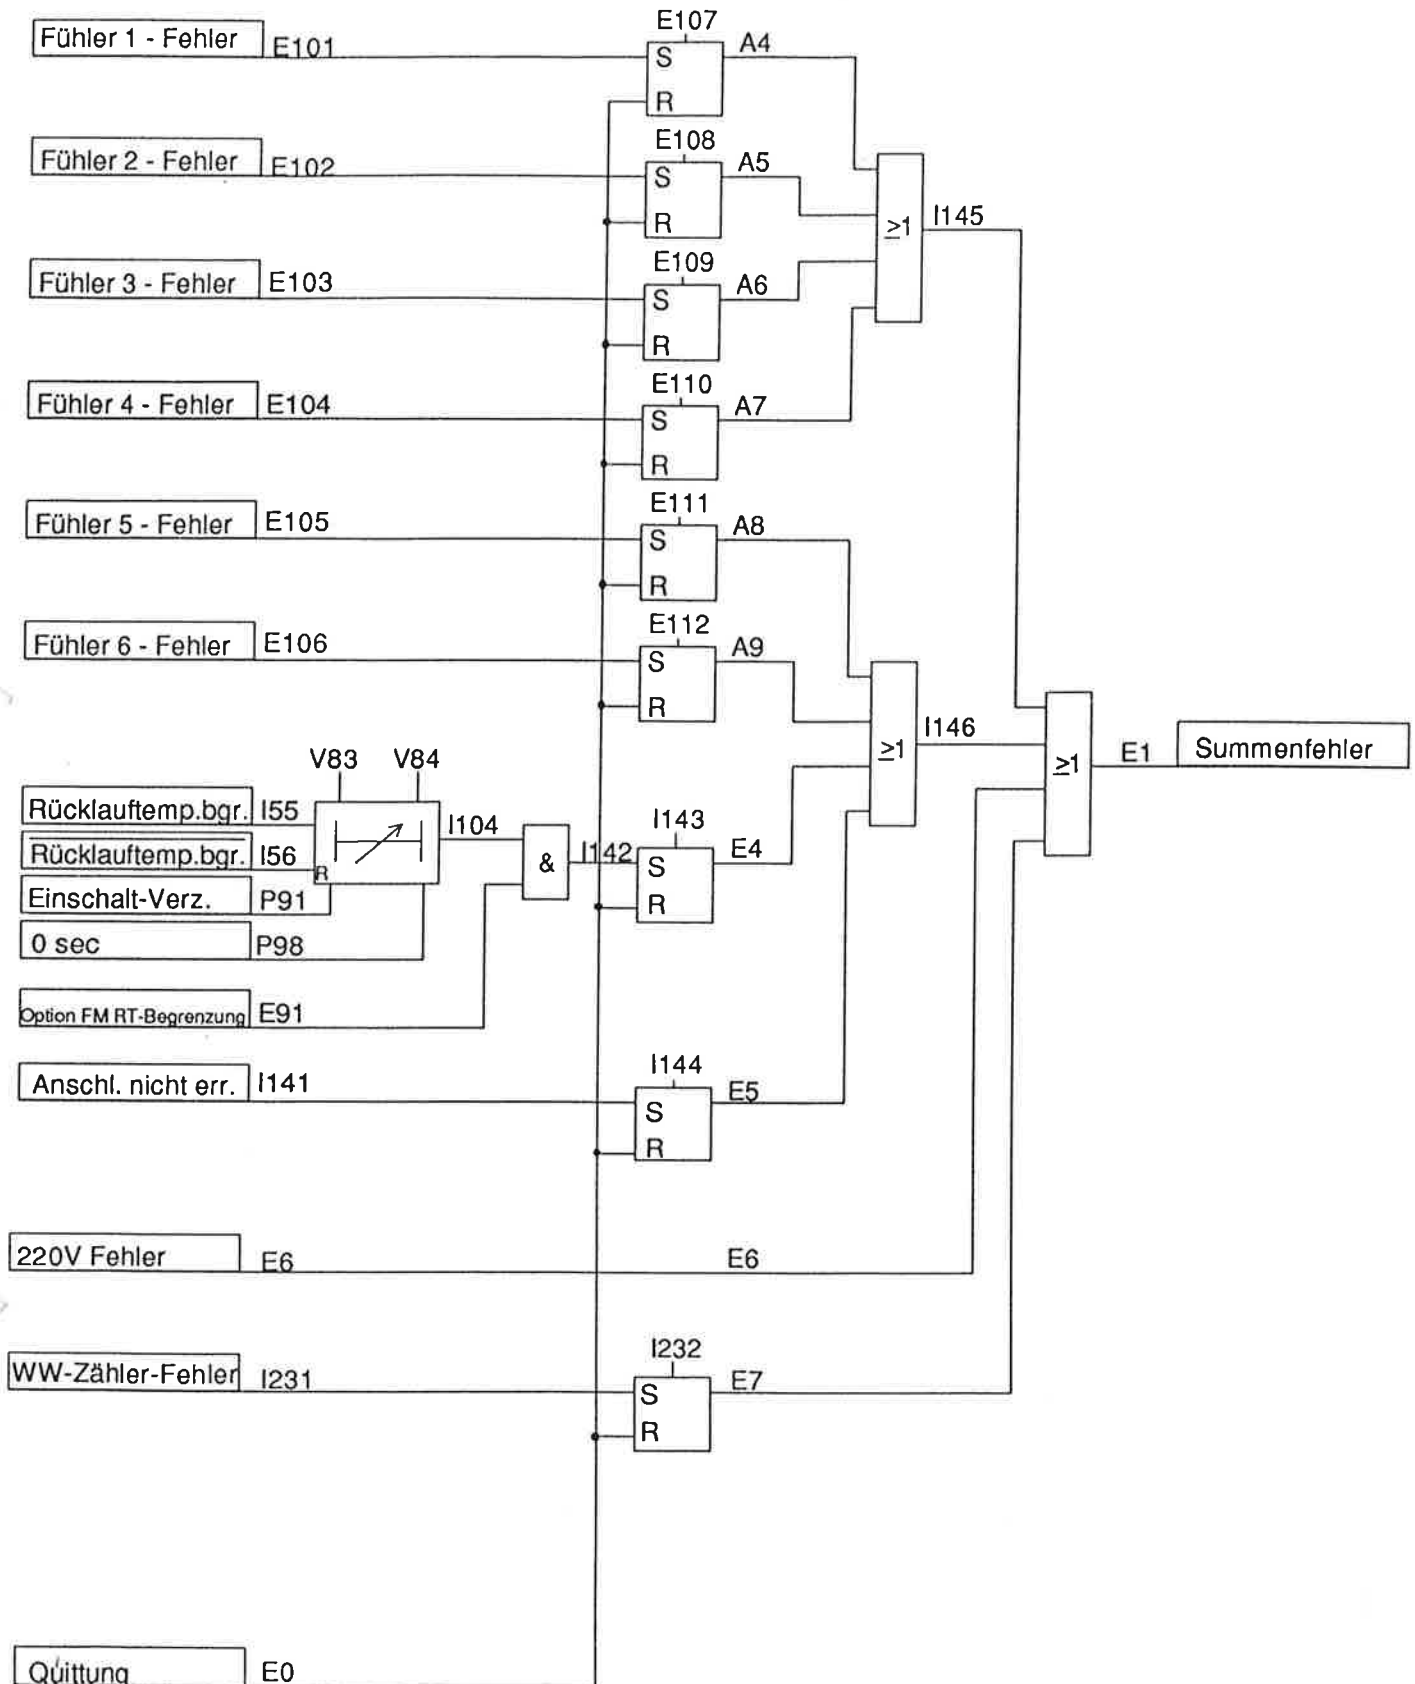 E107
Fühler 1 - Fehler E101 S A4
R
E108
Fühler 2 - Fehler E102 S A5
R
≥1 I145
E109
Fühler 3 - Fehler E103 S A6
R
E110
Fühler 4 - Fehler E104 S A7
R
E111
Fühler 5 - Fehler E105 S A8
R
E112
Fühler 6 - Fehler E106 S A9
R
≥1 I146
≥1 E1 Summenfehler
V83 V84
Rücklauftemp.bgr. I55
I104
I143
Rücklauftemp.bgr. I56
R
& I142 S E4
R
Einschalt-Verz. P91
0 sec P98
Option FM RT-Begrenzung E91
I144
Anschl. nicht err. I141 S E5
R
220V Fehler E6 E6
I232
WW-Zähler-Fehler I231 S E7
R
Quittung E0